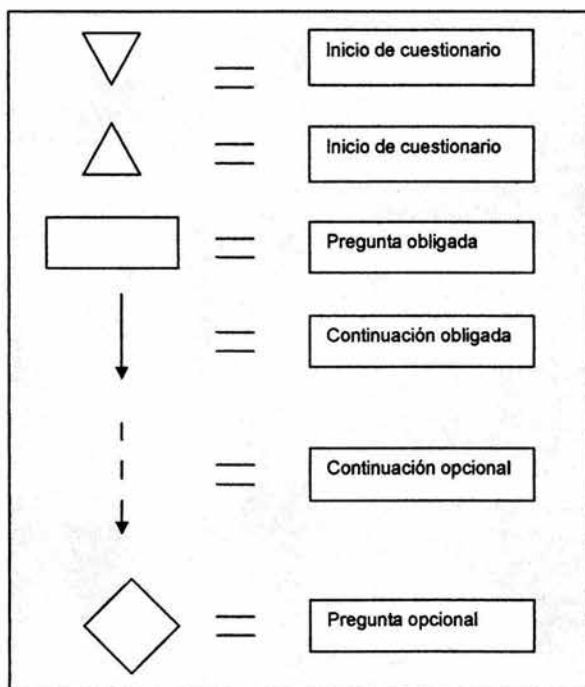 Inicio de cuestionario
Inicio de cuestionario
Pregunta obligada
Continuación obligada
Continuación opcional
Pregunta opcional